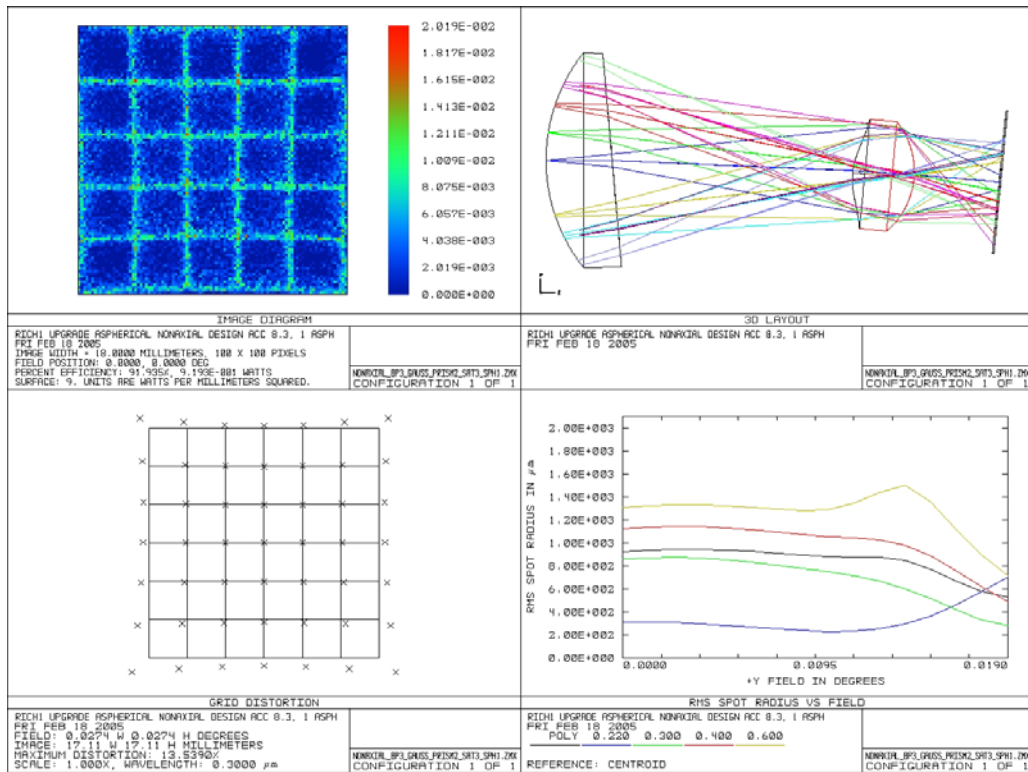 2.019E-002
1.817E-002
1.615E-002
1.413E-002
1.211E-002
1.009E-002
8.075E-003
6.057E-003
4.038E-003
2.019E-003
0.000E+000
IMAGE DIAGRAM
RICH1 UPGRADE ASPHERICAL NONAXIAL DESIGN ACC 8.3, 1 ASPH
FRI FEB 18 2005
IMAGE WIDTH = 18.0000 MILLIMETERS, 100 X 100 PIXELS
FIELD POSITION: 0.0000, 0.0000 DEG
PERCENT EFFICIENCY: 91.935%, 9.193E-001 WATTS
SURFACE: 9. UNITS ARE WATTS PER MILLIMETERS SQUARED.
NONAXIAL_BP3_GAUSS_PRISM2_SAT3_SPH1.ZMX
CONFIGURATION 1 OF 1
3D LAYOUT
RICH1 UPGRADE ASPHERICAL NONAXIAL DESIGN ACC 8.3, 1 ASPH
FRI FEB 18 2005
NONAXIAL_BP3_GAUSS_PRISM2_SAT3_SPH1.ZMX
CONFIGURATION 1 OF 1
GRID DISTORTION
RICH1 UPGRADE ASPHERICAL NONAXIAL DESIGN ACC 8.3, 1 ASPH
FRI FEB 18 2005
FIELD: 0.0274 W 0.0274 H DEGREES
IMAGE: 17.11 W 17.11 H MILLIMETERS
MAXIMUM DISTORTION: 13.5390%
SCALE: 1.000X, WAVELENGTH: 0.3000 µm
NONAXIAL_BP3_GAUSS_PRISM2_SAT3_SPH1.ZMX
CONFIGURATION 1 OF 1
RMS SPOT RADIUS IN µm
2.00E+003
1.80E+003
1.60E+003
1.40E+003
1.20E+003
1.00E+003
8.00E+002
6.00E+002
4.00E+002
2.00E+002
0.00E+000
0.0000
0.0095
0.0190
+Y FIELD IN DEGREES
RMS SPOT RADIUS VS FIELD
RICH1 UPGRADE ASPHERICAL NONAXIAL DESIGN ACC 8.3, 1 ASPH
FRI FEB 18 2005
POLY 0.220 0.300 0.400 0.600
REFERENCE: CENTROID
NONAXIAL_BP3_GAUSS_PRISM2_SAT3_SPH1.ZMX
CONFIGURATION 1 OF 1